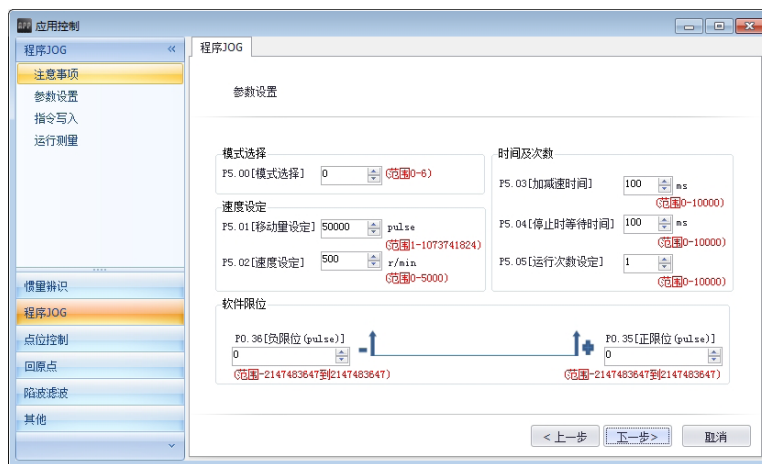 应用控制
程序JOG
注意事项
参数设置
指令写入
运行测量
惯量辨识
程序JOG
点位控制
回原点
陷波滤波
其他
程序JOG
参数设置
模式选择
P5.00[模式选择] 0 (范围0-6)
速度设定
P5.01[移动量设定] 50000 pulse
(范围1-1073741824)
P5.02[速度设定] 500 r/min
(范围0-5000)
时间及次数
P5.03[加减速时间] 100 ms
(范围0-10000)
P5.04[停止时等待时间] 100 ms
(范围0-10000)
P5.05[运行次数设定] 1
(范围0-10000)
软件限位
P0.36[负限位(pulse)]
0
(范围-2147483647到2147483647)
P0.35[正限位(pulse)]
0
(范围-2147483647到2147483647)
<上一步 下一步> 取消